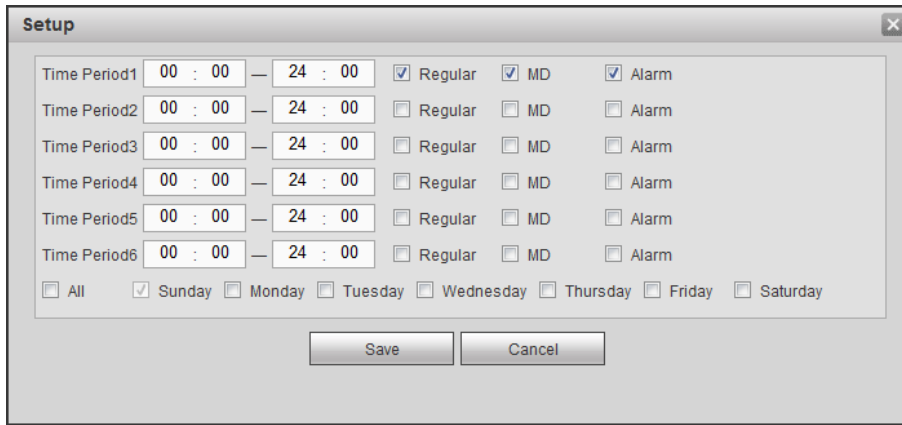 Setup
Time Period1 00 : 00 — 24 : 00 Regular MD Alarm
Time Period2 00 : 00 — 24 : 00 Regular MD Alarm
Time Period3 00 : 00 — 24 : 00 Regular MD Alarm
Time Period4 00 : 00 — 24 : 00 Regular MD Alarm
Time Period5 00 : 00 — 24 : 00 Regular MD Alarm
Time Period6 00 : 00 — 24 : 00 Regular MD Alarm
All Sunday Monday Tuesday Wednesday Thursday Friday Saturday
Save Cancel